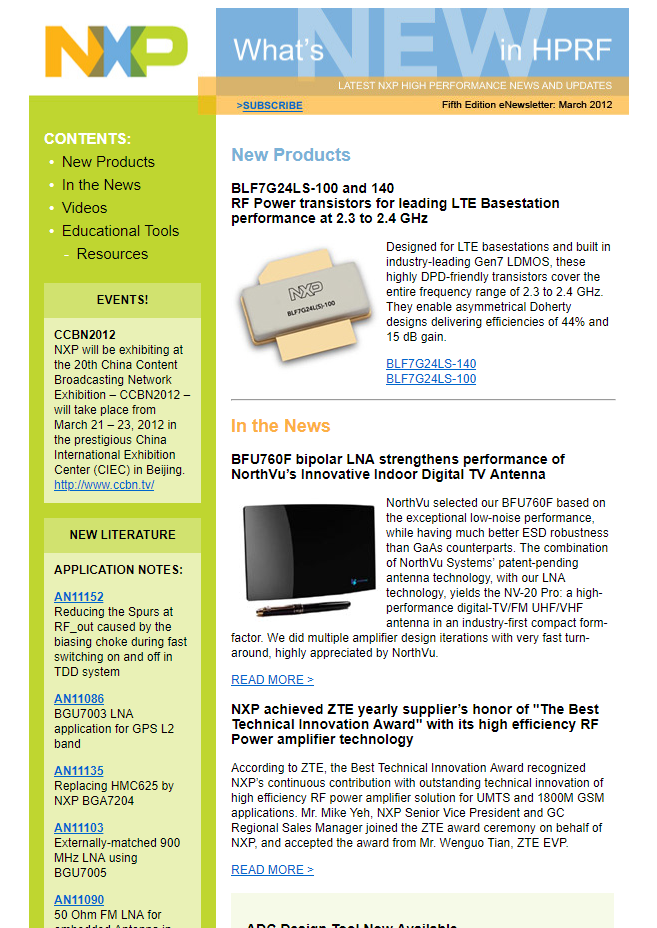 NXP
What's NEW in HPRF
LATEST NXP HIGH PERFORMANCE NEWS AND UPDATES
>SUBSCRIBE
Fifth Edition eNewsletter: March 2012
CONTENTS:
• New Products
• In the News
• Videos
• Educational Tools
- Resources
EVENTS!
CCBN2012
NXP will be exhibiting at
the 20th China Content
Broadcasting Network
Exhibition – CCBN2012 –
will take place from
March 21 – 23, 2012 in
the prestigious China
International Exhibition
Center (CIEC) in Beijing.
http://www.ccbn.tv/
NEW LITERATURE
APPLICATION NOTES:
AN11152
Reducing the Spurs at
RF_out caused by the
biasing choke during fast
switching on and off in
TDD system
AN11086
BGU7003 LNA
application for GPS L2
band
AN11135
Replacing HMC625 by
NXP BGA7204
AN11103
Externally-matched 900
MHz LNA using
BGU7005
AN11090
50 Ohm FM LNA for
embedded Antenna in
New Products
BLF7G24LS-100 and 140
RF Power transistors for leading LTE Basestation
performance at 2.3 to 2.4 GHz
NXP
BLF7G24L(S)-100
Designed for LTE basestations and built in
industry-leading Gen7 LDMOS, these
highly DPD-friendly transistors cover the
entire frequency range of 2.3 to 2.4 GHz.
They enable asymmetrical Doherty
designs delivering efficiencies of 44% and
15 dB gain.
BLF7G24LS-140
BLF7G24LS-100
In the News
BFU760F bipolar LNA strengthens performance of
NorthVu's Innovative Indoor Digital TV Antenna
NorthVu selected our BFU760F based on
the exceptional low-noise performance,
while having much better ESD robustness
than GaAs counterparts. The combination
of NorthVu Systems' patent-pending
antenna technology, with our LNA
technology, yields the NV-20 Pro: a high-
performance digital-TV/FM UHF/VHF
antenna in an industry-first compact form-
factor. We did multiple amplifier design iterations with very fast turn-
around, highly appreciated by NorthVu.
READ MORE >
NXP achieved ZTE yearly supplier's honor of "The Best
Technical Innovation Award" with its high efficiency RF
Power amplifier technology
According to ZTE, the Best Technical Innovation Award recognized
NXP's continuous contribution with outstanding technical innovation of
high efficiency RF power amplifier solution for UMTS and 1800M GSM
applications. Mr. Mike Yeh, NXP Senior Vice President and GC
Regional Sales Manager joined the ZTE award ceremony on behalf of
NXP, and accepted the award from Mr. Wenguo Tian, ZTE EVP.
READ MORE >
ADC Design Tool Now Available